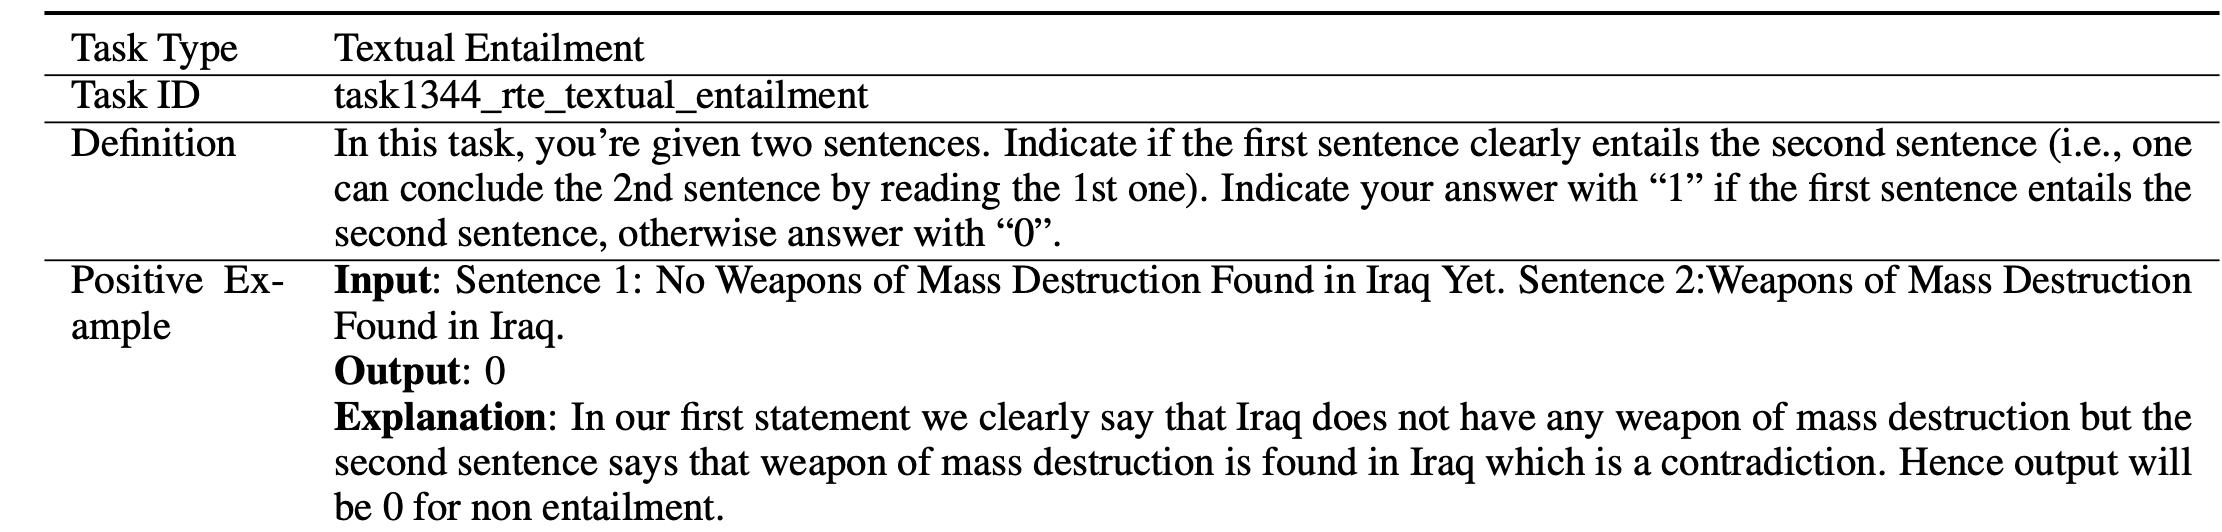 Task Type Textual Entailment
Task ID task1344_rte_textual_entailment
Definition In this task, you’re given two sentences. Indicate if the first sentence clearly entails the second sentence (i.e., one
can conclude the 2nd sentence by reading the 1st one). Indicate your answer with “1” if the first sentence entails the
second sentence, otherwise answer with “0”.
Positive Ex- Input: Sentence 1: No Weapons of Mass Destruction Found in Iraq Yet. Sentence 2:Weapons of Mass Destruction
ample Found in Iraq.
Output: 0
Explanation: In our first statement we clearly say that Iraq does not have any weapon of mass destruction but the
second sentence says that weapon of mass destruction is found in Iraq which is a contradiction. Hence output will
be 0 for non entailment.